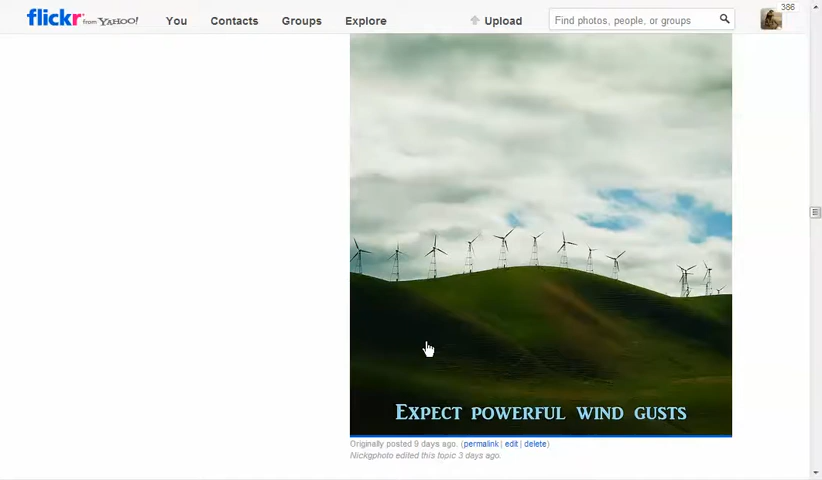 flickr from YAHOO! You Contacts Groups Explore Upload Find photos, people, or groups 386
Expect powerful wind gusts
Originally posted 9 days ago. (permalink | edit | delete)
Nickgphoto edited this topic 3 days ago.